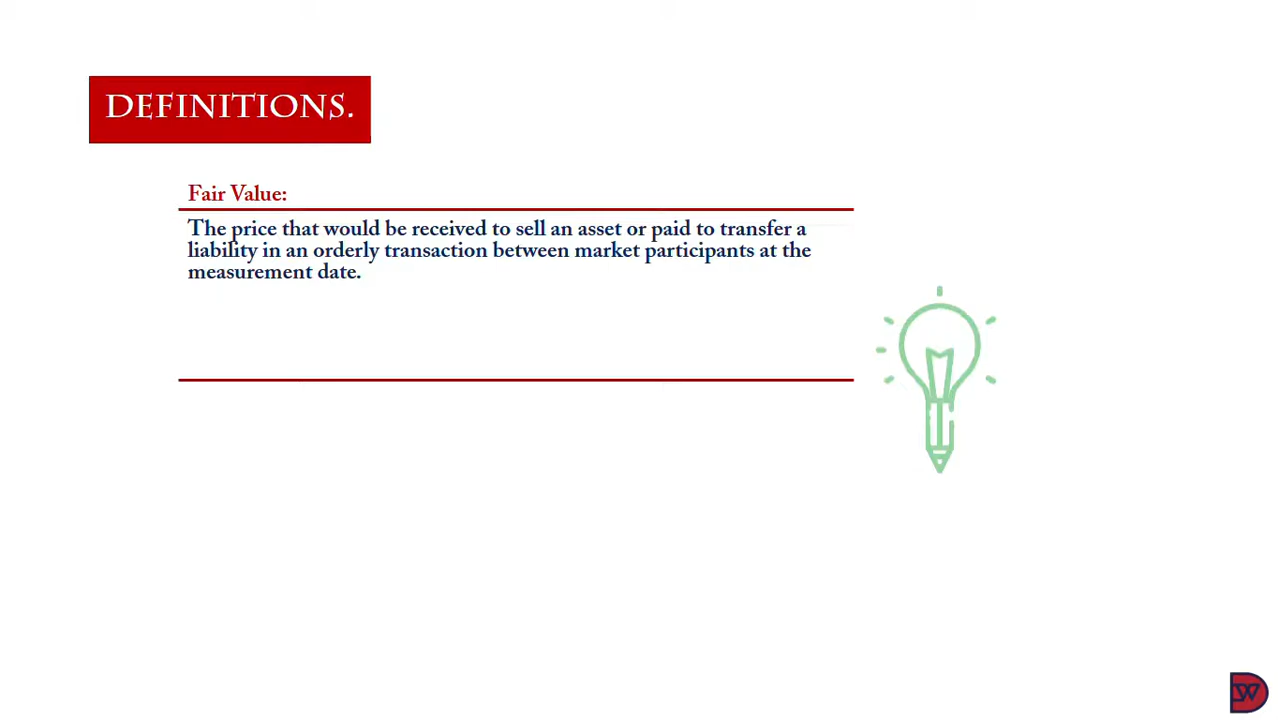 DEFINITIONS.
Fair Value:
The price that would be received to sell an asset or paid to transfer a
liability in an orderly transaction between market participants at the
measurement date.
DW